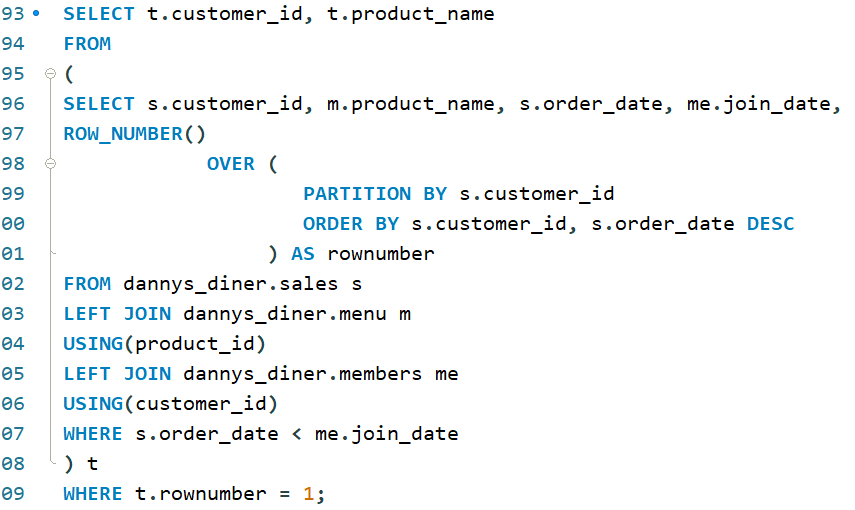 93 SELECT t.customer_id, t.product_name
94 FROM
95 (
96 SELECT s.customer_id, m.product_name, s.order_date, me.join_date,
97 ROW_NUMBER()
98 OVER (
99 PARTITION BY s.customer_id
00 ORDER BY s.customer_id, s.order_date DESC
01 ) AS rownumber
02 FROM dannys_diner.sales s
03 LEFT JOIN dannys_diner.menu m
04 USING(product_id)
05 LEFT JOIN dannys_diner.members me
06 USING(customer_id)
07 WHERE s.order_date < me.join_date
08 ) t
09 WHERE t.rownumber = 1;